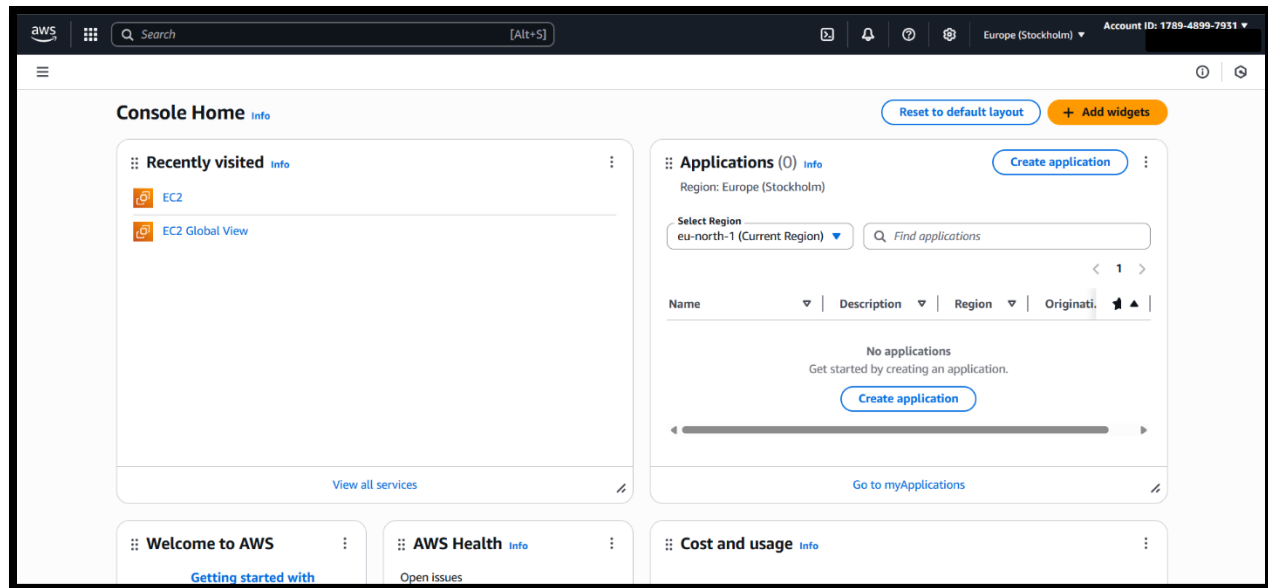 aws
Search [Alt+S]
Europe (Stockholm)
Account ID: 1789-4899-7931
Console Home Info
Reset to default layout
+ Add widgets
Recently visited Info
EC2
EC2 Global View
View all services
Applications (0) Info
Create application
Region: Europe (Stockholm)
Select Region
eu-north-1 (Current Region)
Find applications
1
Name Description Region Originati.
No applications
Get started by creating an application.
Create application
Go to myApplications
Welcome to AWS
Getting started with
AWS Health Info
Open issues
Cost and usage Info